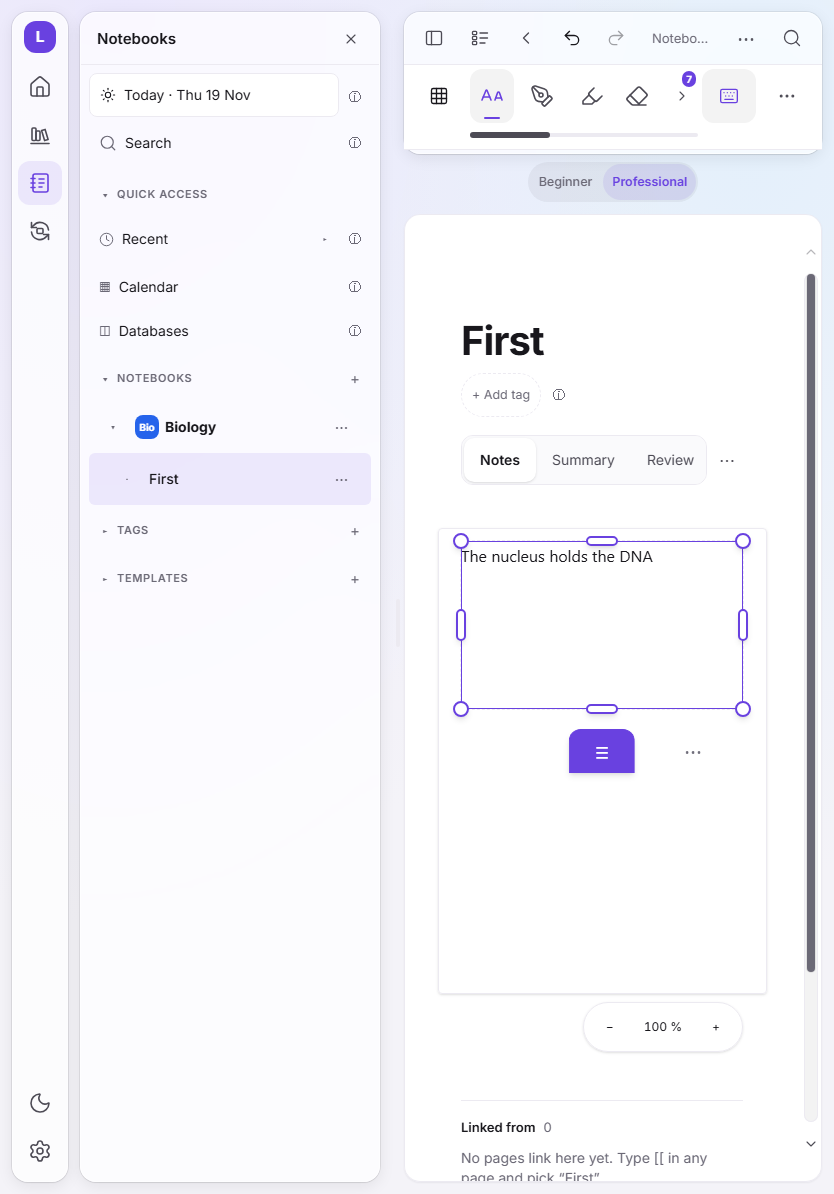 L
Notebooks
Today · Thu 19 Nov
Search
QUICK ACCESS
Recent
Calendar
Databases
NOTEBOOKS
Bio Biology
First
TAGS
TEMPLATES
Notebo...
AA
7
Beginner Professional
First
+ Add tag
Notes Summary Review
The nucleus holds the DNA
− 100 % +
Linked from 0
No pages link here yet. Type [[ in any
page and pick “First”